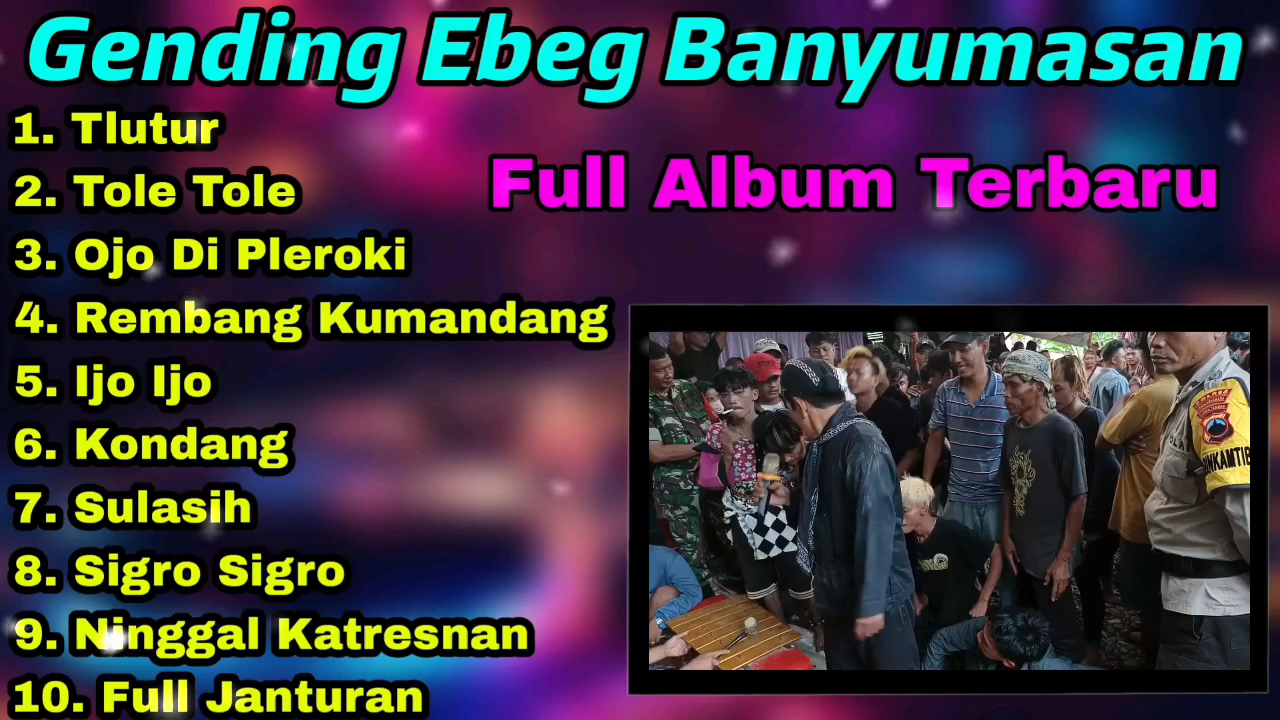 Gending Ebeg Banyumasan
Full Album Terbaru
1. Tlutur
2. Tole Tole
3. Ojo Di Pleroki
4. Rembang Kumandang
5. Ijo Ijo
6. Kondang
7. Sulasih
8. Sigro Sigro
9. Ninggal Katresnan
10. Full Janturan